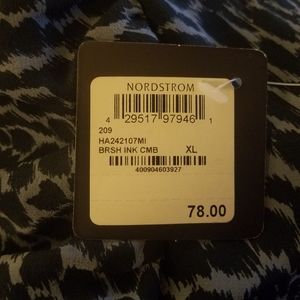 NORDSTROM
4 29517 97946 1
209
HA242107MI
BRSH INK CMB XL
400904603927
78.00